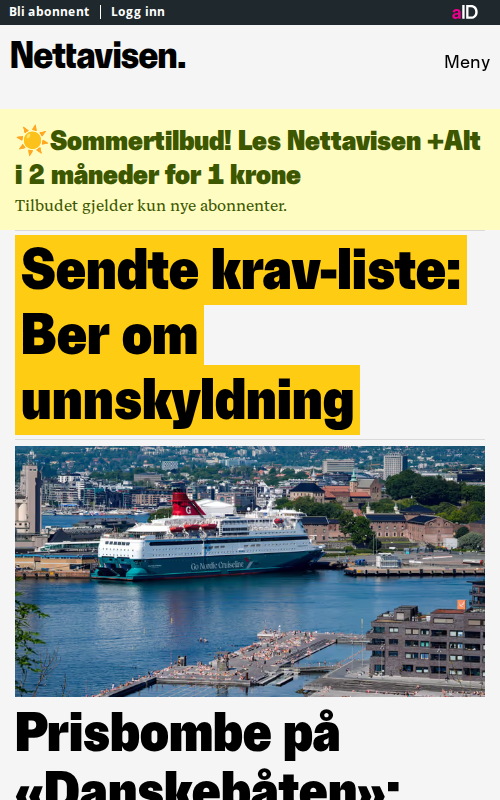 Bli abonnent Logg inn aID
Nettavisen.
Meny
☀️Sommertilbud! Les Nettavisen +Alt
i 2 måneder for 1 krone
Tilbudet gjelder kun nye abonnenter.
Sendte krav-liste:
Ber om
unnskyldning
G
Go Nordic Cruiseline
Prisbombe på
«Danskebåten»: